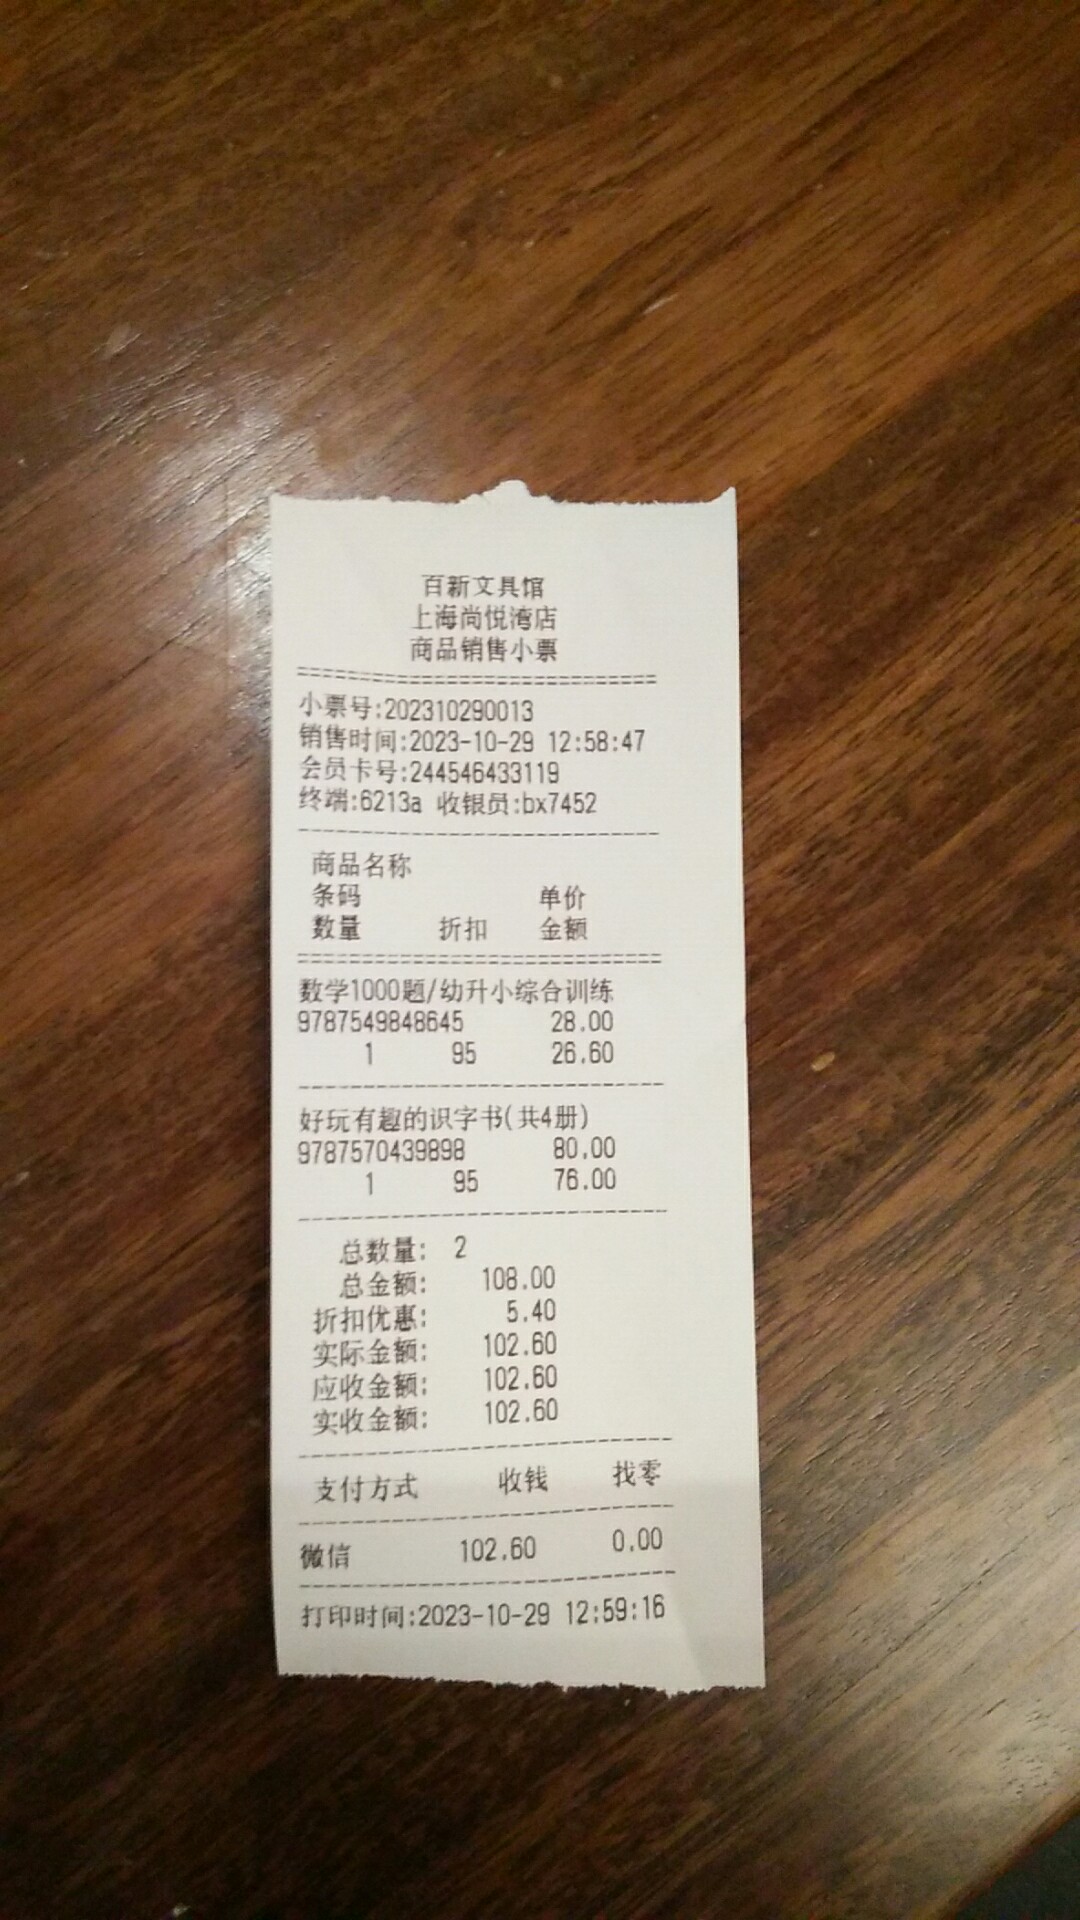 百新文具馆
上海尚悦湾店
商品销售小票
小票号:202310290013
销售时间:2023-10-29 12:58:47
会员卡号:244546433119
终端:6213a 收银员:bx7452
商品名称
条码 单价
数量 折扣 金额
数学1000题/幼升小综合训练
9787549848645 28.00
1 95 26.60
好玩有趣的识字书(共4册)
9787570439898 80.00
1 95 76.00
总数量: 2
总金额: 108.00
折扣优惠: 5.40
实际金额: 102.60
应收金额: 102.60
实收金额: 102.60
支付方式 收钱 找零
微信 102.60 0.00
打印时间:2023-10-29 12:59:16